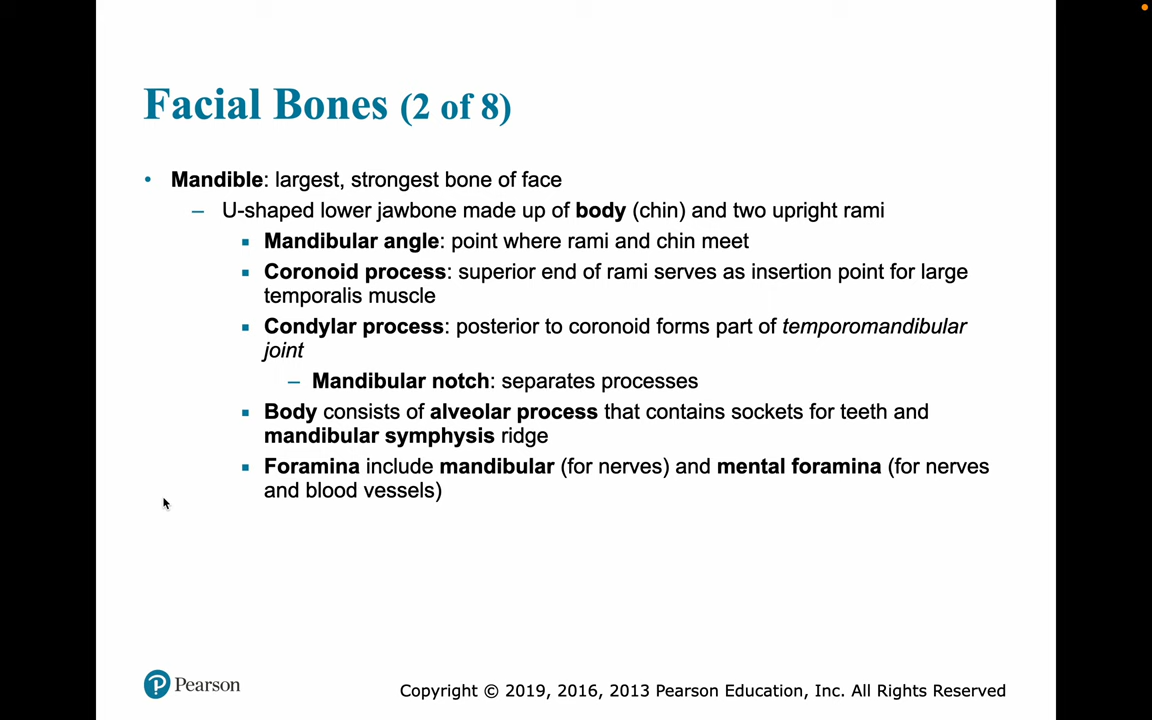 Facial Bones (2 of 8)
• Mandible: largest, strongest bone of face
– U-shaped lower jawbone made up of body (chin) and two upright rami
▪ Mandibular angle: point where rami and chin meet
▪ Coronoid process: superior end of rami serves as insertion point for large
temporalis muscle
▪ Condylar process: posterior to coronoid forms part of temporomandibular
joint
– Mandibular notch: separates processes
▪ Body consists of alveolar process that contains sockets for teeth and
mandibular symphysis ridge
▪ Foramina include mandibular (for nerves) and mental foramina (for nerves
and blood vessels)
P Pearson
Copyright © 2019, 2016, 2013 Pearson Education, Inc. All Rights Reserved